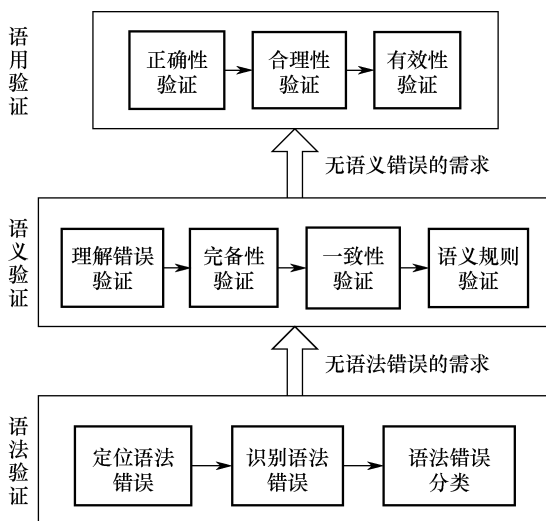 语用验证
正确性
验证
合理性
验证
有效性
验证
无语义错误的需求
语义验证
理解错误
验证
完备性
验证
一致性
验证
语义规则
验证
无语法错误的需求
语法验证
定位语法
错误
识别语法
错误
语法错误
分类